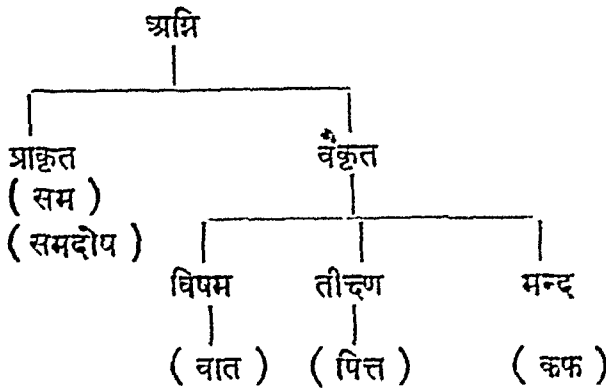 अग्नि
प्राकृत वैकृत
( सम )
( समदोष )
विषम तीक्ष्ण मन्द
( वात ) ( पित्त ) ( कफ )